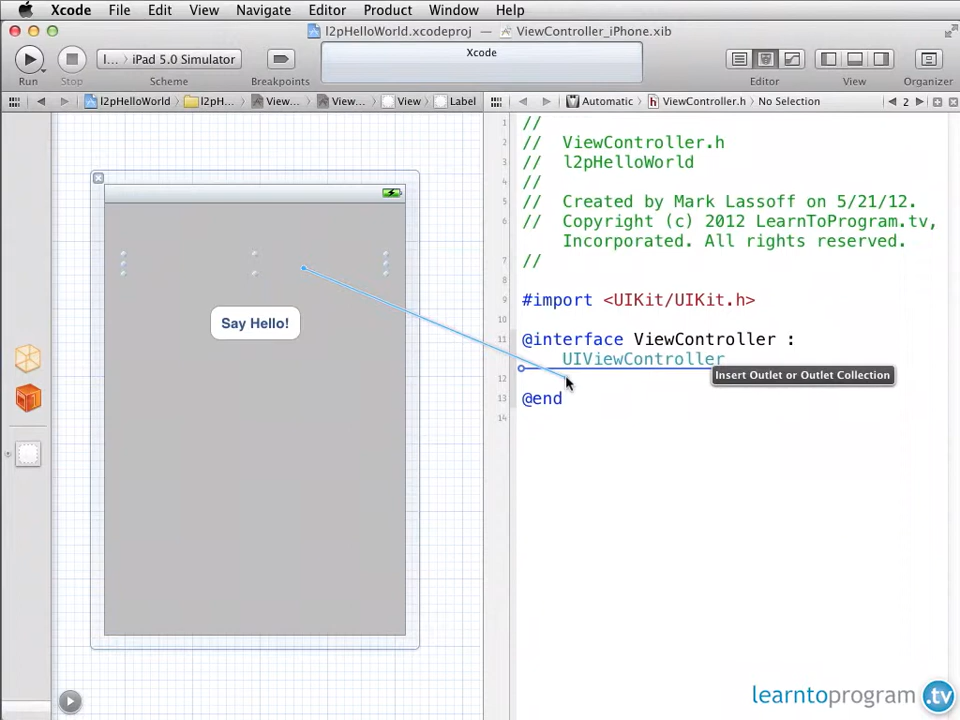 Xcode File Edit View Navigate Editor Product Window Help
l2pHelloWorld.xcodeproj — ViewController_iPhone.xib
I... > iPad 5.0 Simulator
Xcode
Run Stop Scheme Breakpoints Editor View Organizer
l2pHelloWorld l2pH... View... View... View Label
Automatic ViewController.h No Selection 2
1 //
2 // ViewController.h
3 // l2pHelloWorld
4 //
5 // Created by Mark Lassoff on 5/21/12.
6 // Copyright (c) 2012 LearnToProgram.tv,
Incorporated. All rights reserved.
7 //
8
9 #import <UIKit/UIKit.h>
10
11 @interface ViewController :
UIViewController
Insert Outlet or Outlet Collection
12
13 @end
14
Say Hello!
learntoprogram .tv